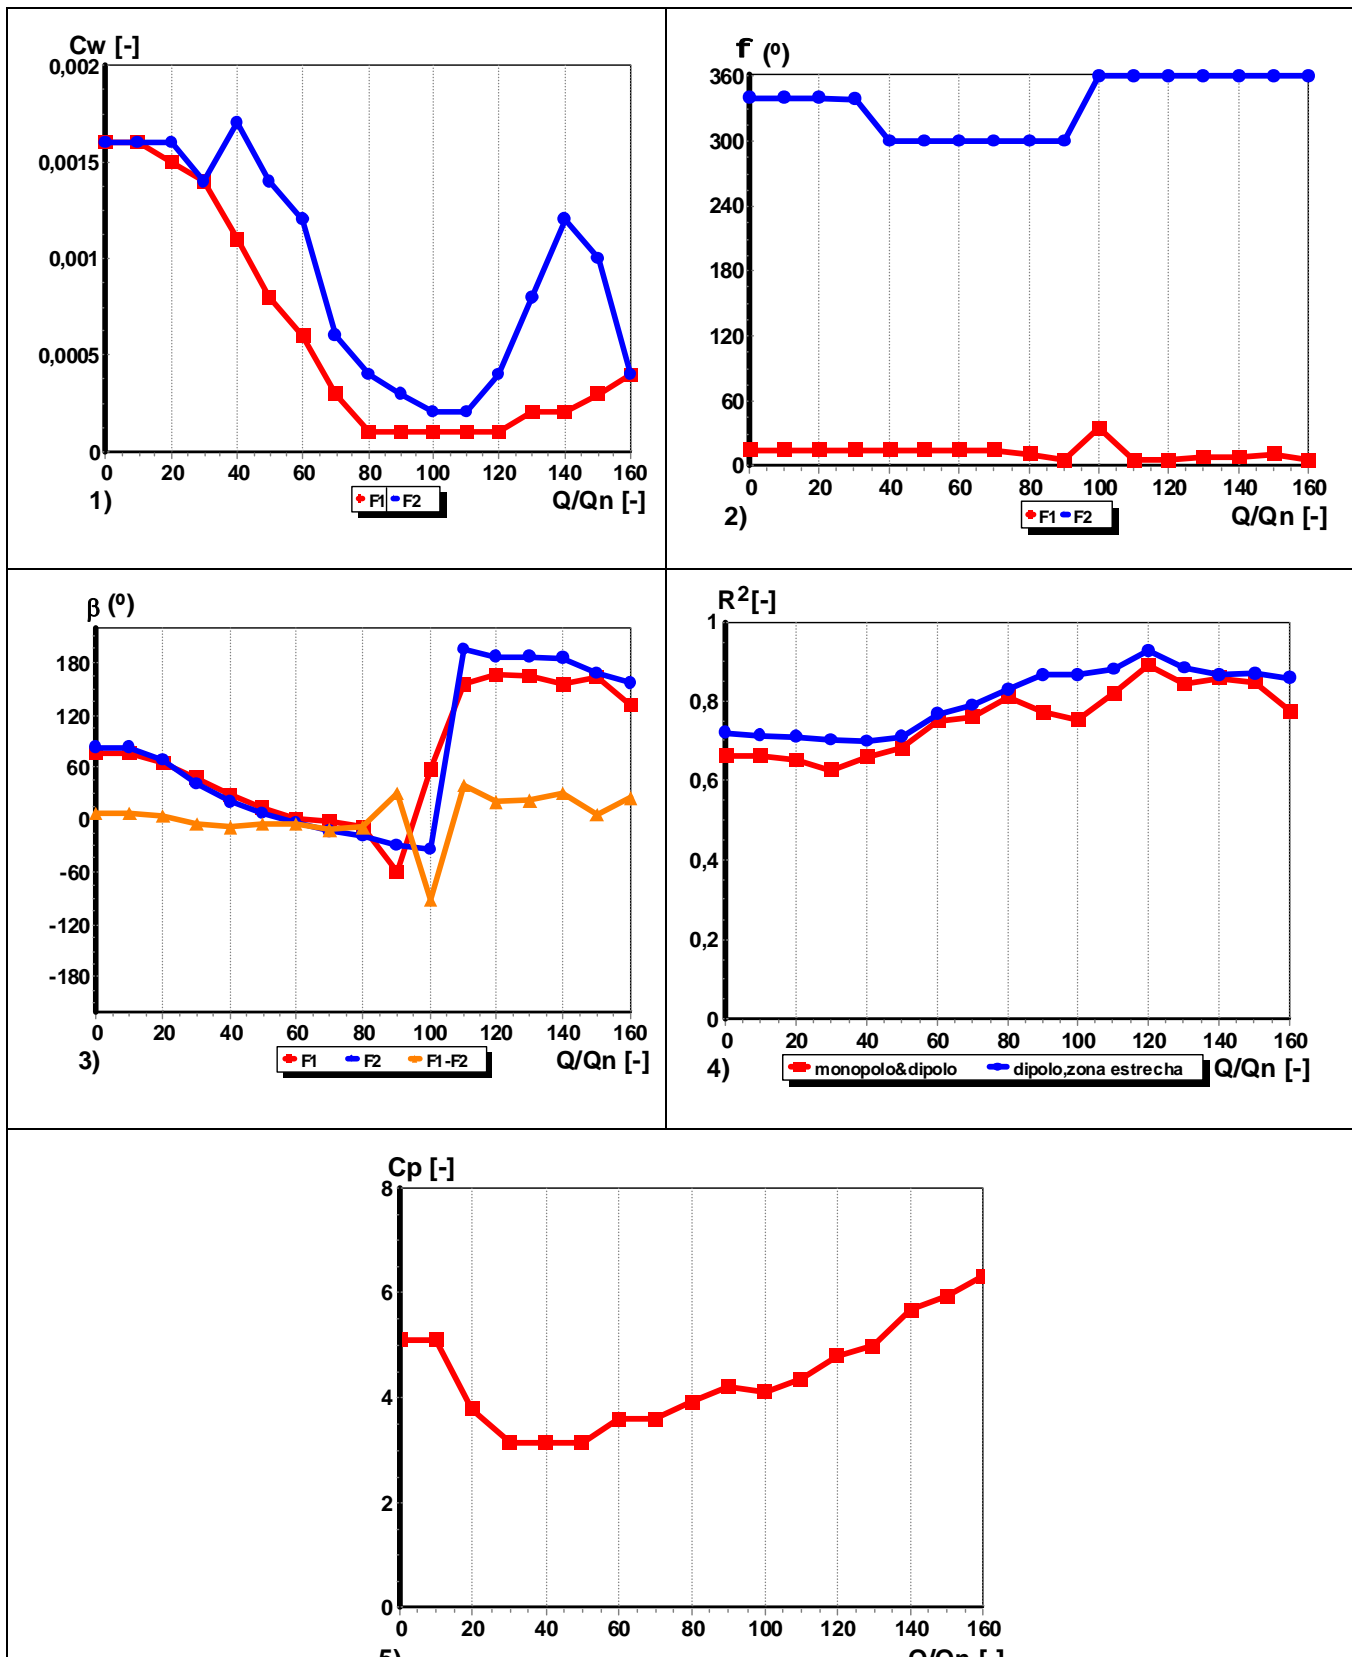 Cw [-]
0,002
0,0015
0,001
0,0005
0
0 20 40 60 80 100 120 140 160
1)
F1 F2
Q/Qn [-]
f (º)
360
300
240
180
120
60
0
0 20 40 60 80 100 120 140 160
2)
F1 F2
Q/Qn [-]
β (º)
180
120
60
0
-60
-120
-180
0 20 40 60 80 100 120 140 160
3)
F1 F2 F1-F2
Q/Qn [-]
R²[-]
1
0,8
0,6
0,4
0,2
0
0 20 40 60 80 100 120 140 160
4)
monopolo&dipolo dipolo,zona estrecha
Q/Qn [-]
Cp [-]
8
6
4
2
0
0 20 40 60 80 100 120 140 160
5)
Q/Qn [-]